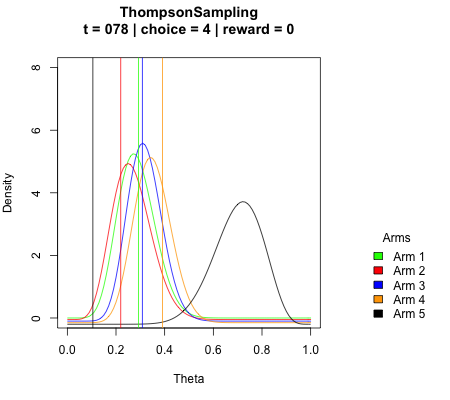 ThompsonSampling
t = 078 | choice = 4 | reward = 0
Density
8
6
4
2
0
0.0 0.2 0.4 0.6 0.8 1.0
Theta
Arms
Arm 1
Arm 2
Arm 3
Arm 4
Arm 5